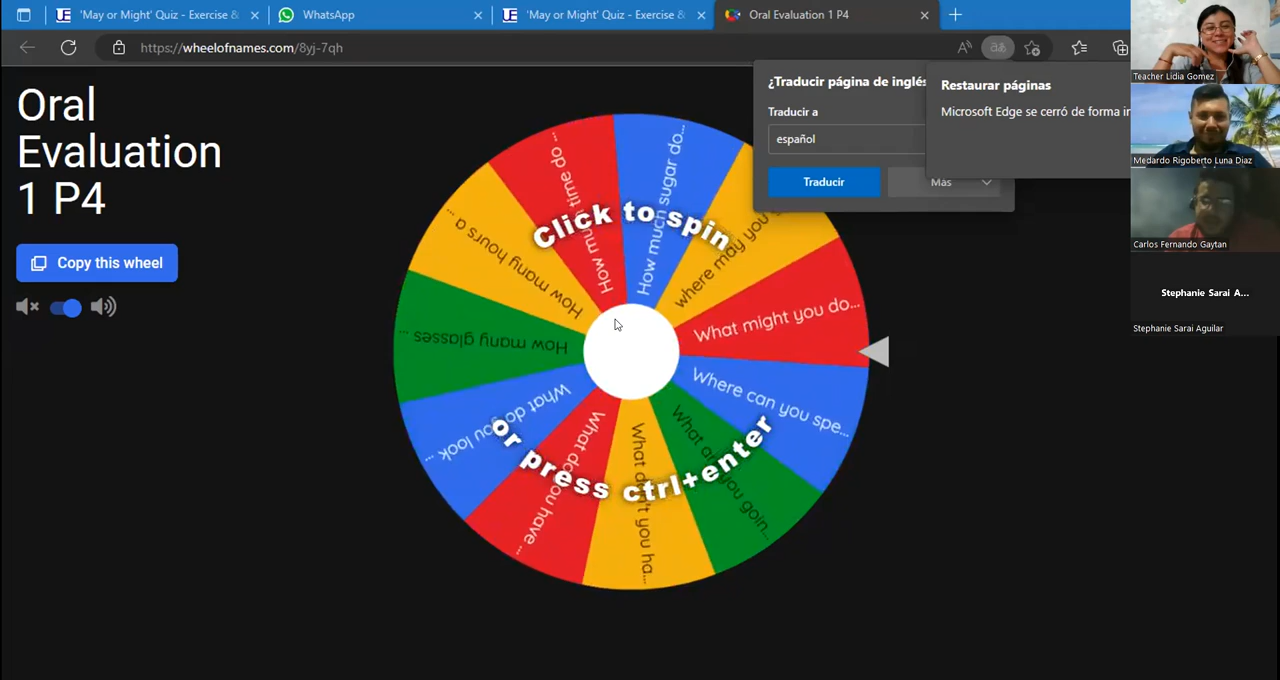 'May or Might' Quiz - Exercise &
WhatsApp
'May or Might' Quiz - Exercise &
Oral Evaluation 1 P4
https://wheelofnames.com/8yj-7qh
Oral
Evaluation
1 P4
Copy this wheel
¿Traducir página de inglés
Traducir a
español
Traducir
Más
Restaurar páginas
Microsoft Edge se cerró de forma in
Click to spin
or press ctrl+enter
How much sugar do...
where may you
What might you do...
Where can you spe...
What are you goin...
What don't you ha...
What do you have ...
What do you look ...
How many glasses ...
How many hours a ...
How much time do ...
Teacher Lidia Gomez
Medardo Rigoberto Luna Diaz
Carlos Fernando Gaytan
Stephanie Sarai A...
Stephanie Sarai Aguilar